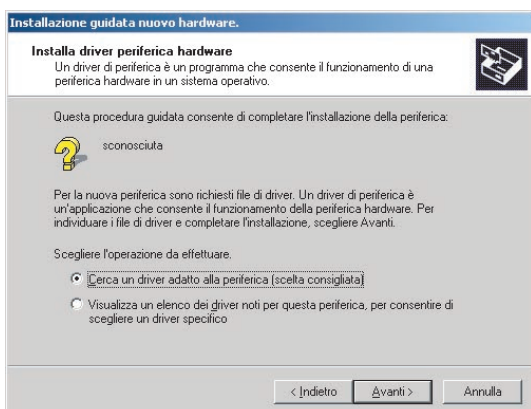 Installazione guidata nuovo hardware.
Installa driver periferica hardware
Un driver di periferica è un programma che consente il funzionamento di una
periferica hardware in un sistema operativo.
Questa procedura guidata consente di completare l'installazione della periferica:
sconosciuta
Per la nuova periferica sono richiesti file di driver. Un driver di periferica è
un'applicazione che consente il funzionamento della periferica hardware. Per
individuare i file di driver e completare l'installazione, scegliere Avanti.
Scegliere l'operazione da effettuare.
Cerca un driver adatto alla periferica (scelta consigliata)
Visualizza un elenco dei driver noti per questa periferica, per consentire di
scegliere un driver specifico
< Indietro Avanti > Annulla